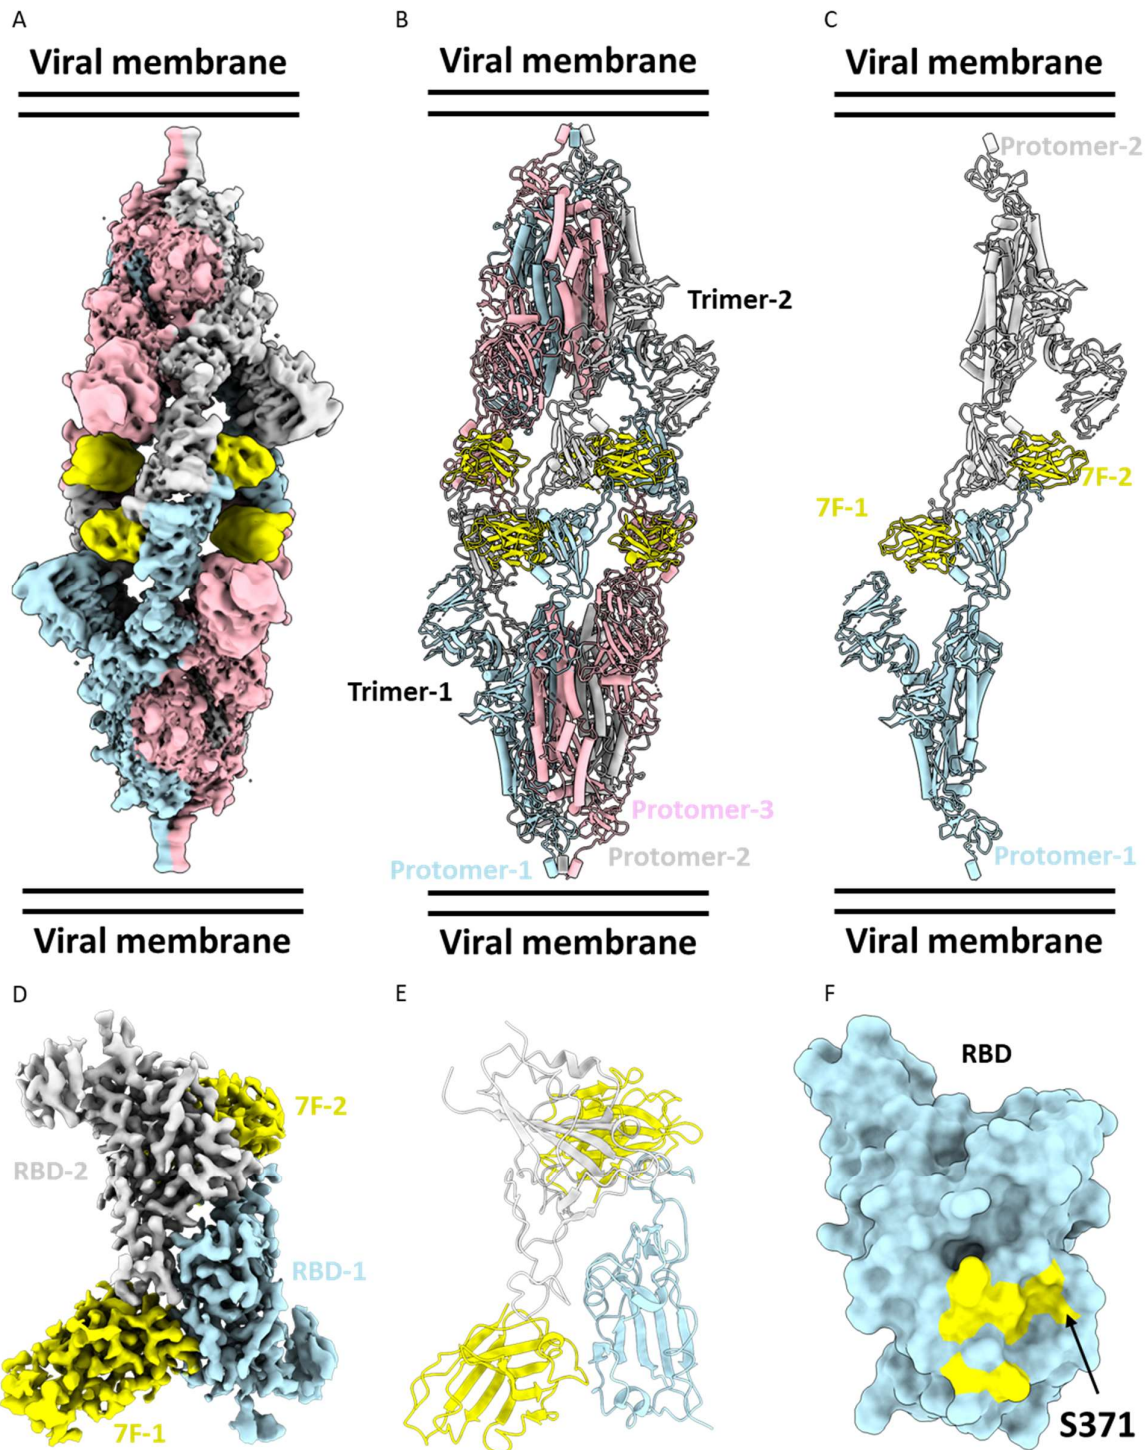 A
B
C
Viral membrane
Viral membrane
Viral membrane
Protomer-2
Trimer-2
7F-2
7F-1
Trimer-1
Protomer-3
Protomer-2
Protomer-1
Protomer-1
Viral membrane
Viral membrane
Viral membrane
D
E
F
RBD
7F-2
RBD-2
RBD-1
7F-1
S371